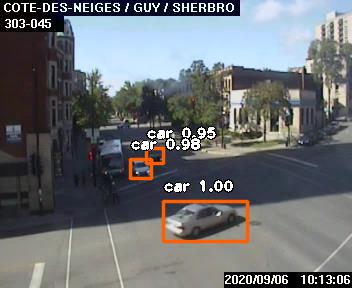 COTE-DES-NEIGES / GUY / SHERBRO
303-045
car 0.95
car 0.98
car 1.00
2020/09/06 10:13:06